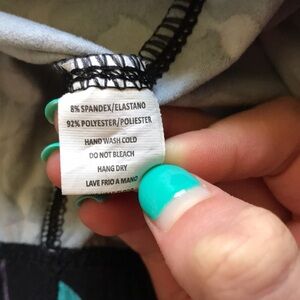 8% SPANDEX/ELASTANO
92% POLYESTER/POLIESTER
HAND WASH COLD
DO NOT BLEACH
HANG DRY
LAVE FRIO A MANO